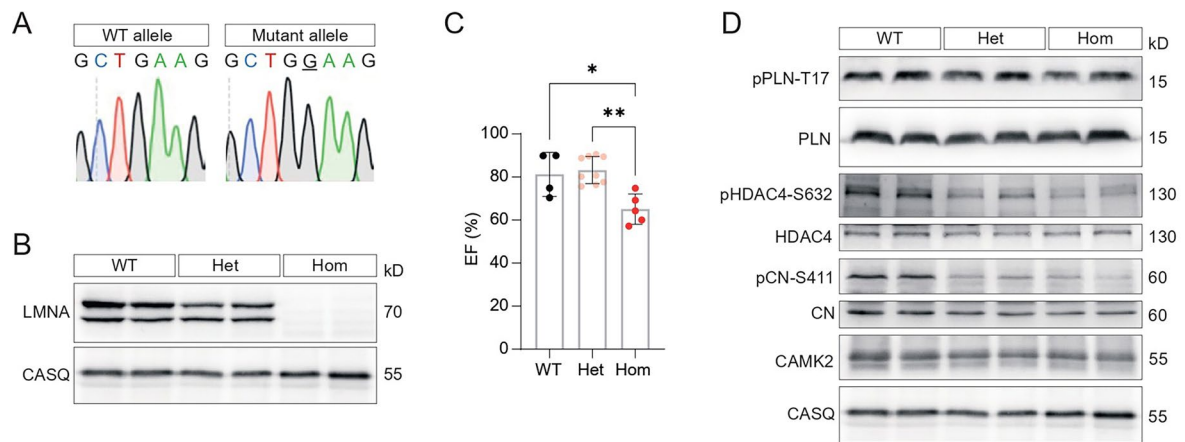 A
WT allele Mutant allele
G C T G A A G G C T G G A A G
B
WT Het Hom kD
LMNA 70
CASQ 55
C
* 
**
100
80
60
40
20
0
EF (%)
WT Het Hom
D
WT Het Hom kD
pPLN-T17 15
PLN 15
pHDAC4-S632 130
HDAC4 130
pCN-S411 60
CN 60
CAMK2 55
CASQ 55